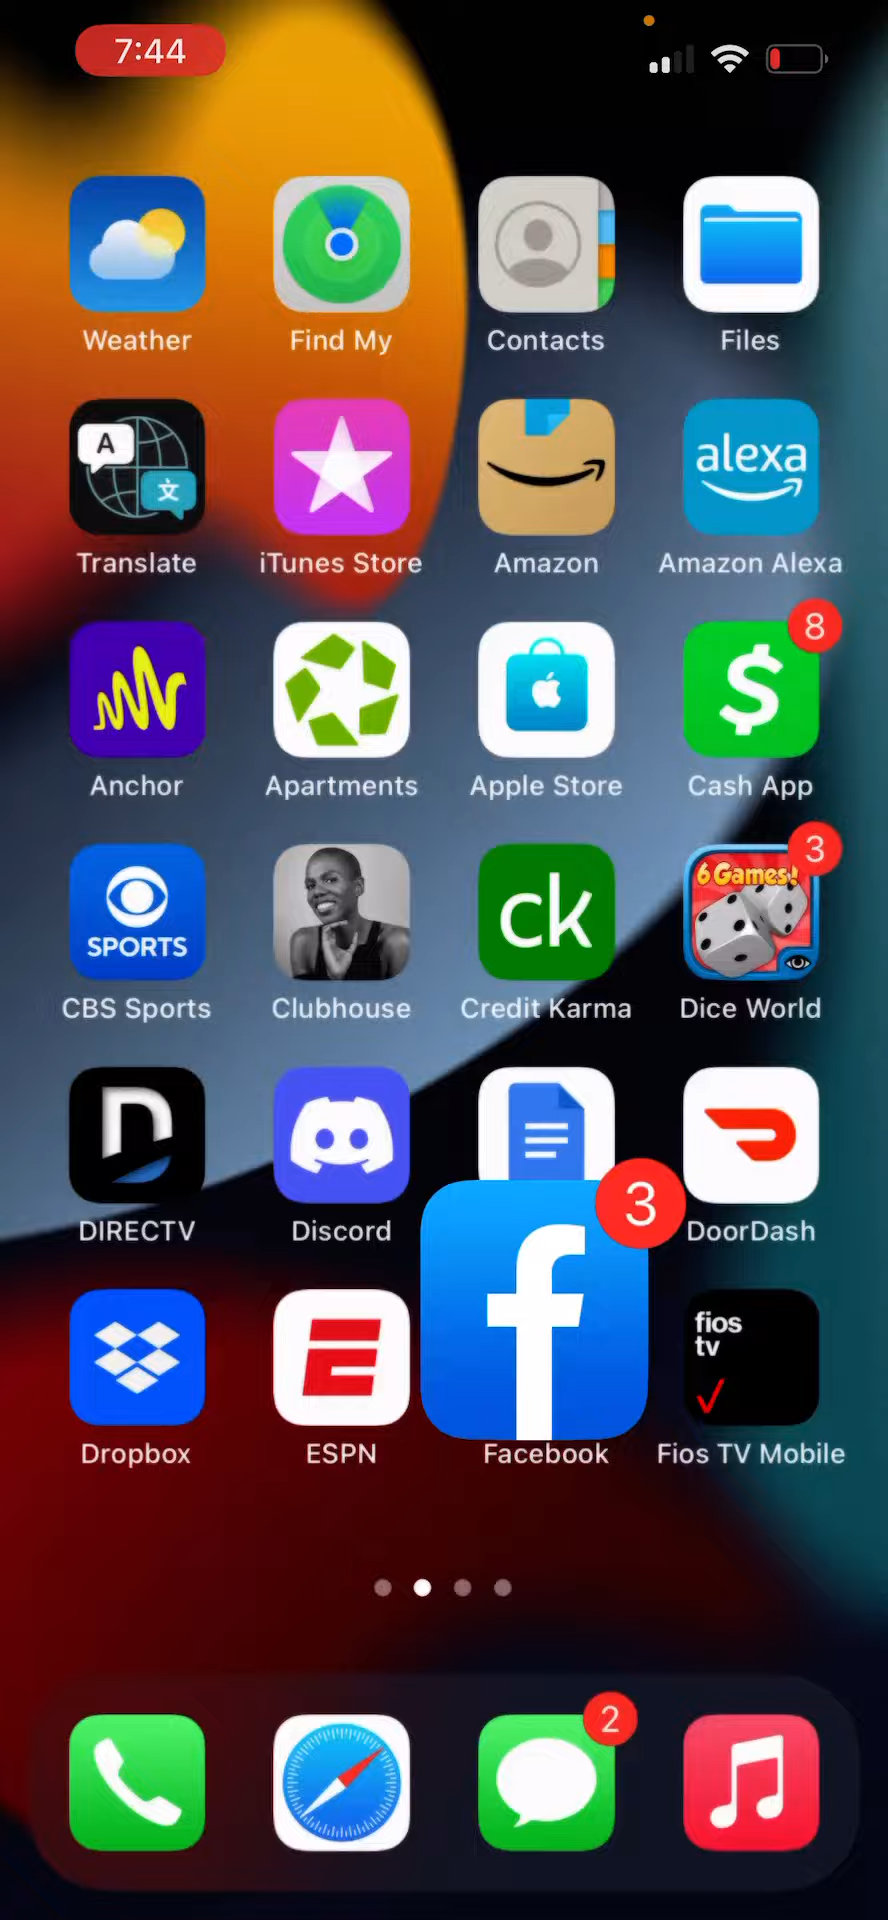 7:44
Weather
Find My
Contacts
Files
A
文
Translate
iTunes Store
Amazon
alexa
Amazon Alexa
Anchor
Apartments
Apple Store
$
8
Cash App
SPORTS
CBS Sports
Clubhouse
ck
Credit Karma
6 Games!
3
Dice World
DIRECTV
Discord
DoorDash
Dropbox
ESPN
f
3
Facebook
fios
tv
Fios TV Mobile
2